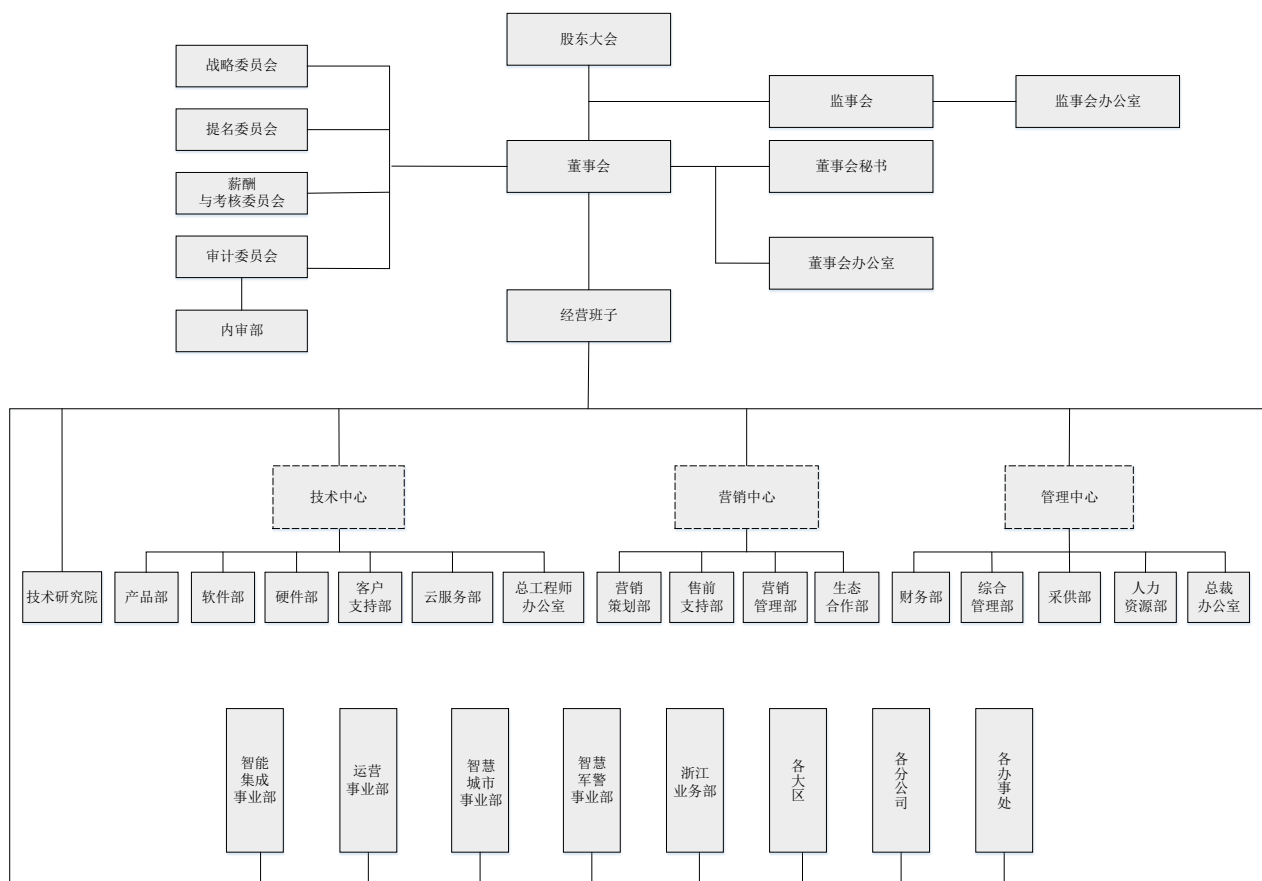 股东大会
战略委员会
监事会
监事会办公室
提名委员会
董事会
董事会秘书
薪酬
与考核委员会
审计委员会
董事会办公室
经营班子
内审部
技术中心
营销中心
管理中心
技术研究院
产品部
软件部
硬件部
客户
支持部
云服务部
总工程师
办公室
营销
策划部
售前
支持部
营销
管理部
生态
合作部
财务部
综合
管理部
采供部
人力
资源部
总裁
办公室
智能
集成
事业部
运营
事业部
智慧
城市
事业部
智慧
军警
事业部
浙江
业务部
各大区
各分公司
各办事处